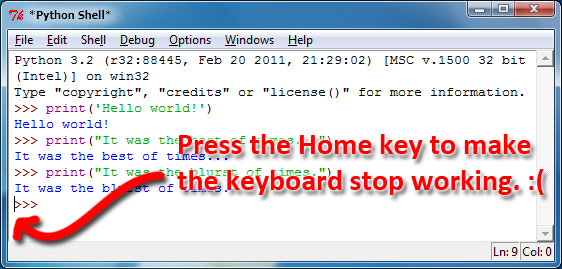 *Python Shell*
File Edit Shell Debug Options Windows Help
Python 3.2 (r32:88445, Feb 20 2011, 21:29:02) [MSC v.1500 32 bit
(Intel)] on win32
Type "copyright", "credits" or "license()" for more information.
>>> print('Hello world!')
Hello world!
>>> print("It was the best of times...")
It was the best of times...
>>> print("It was the blurst of times.")
It was the blurst of times.
>>>
Press the Home key to make
the keyboard stop working. :(
Ln: 9 Col: 0